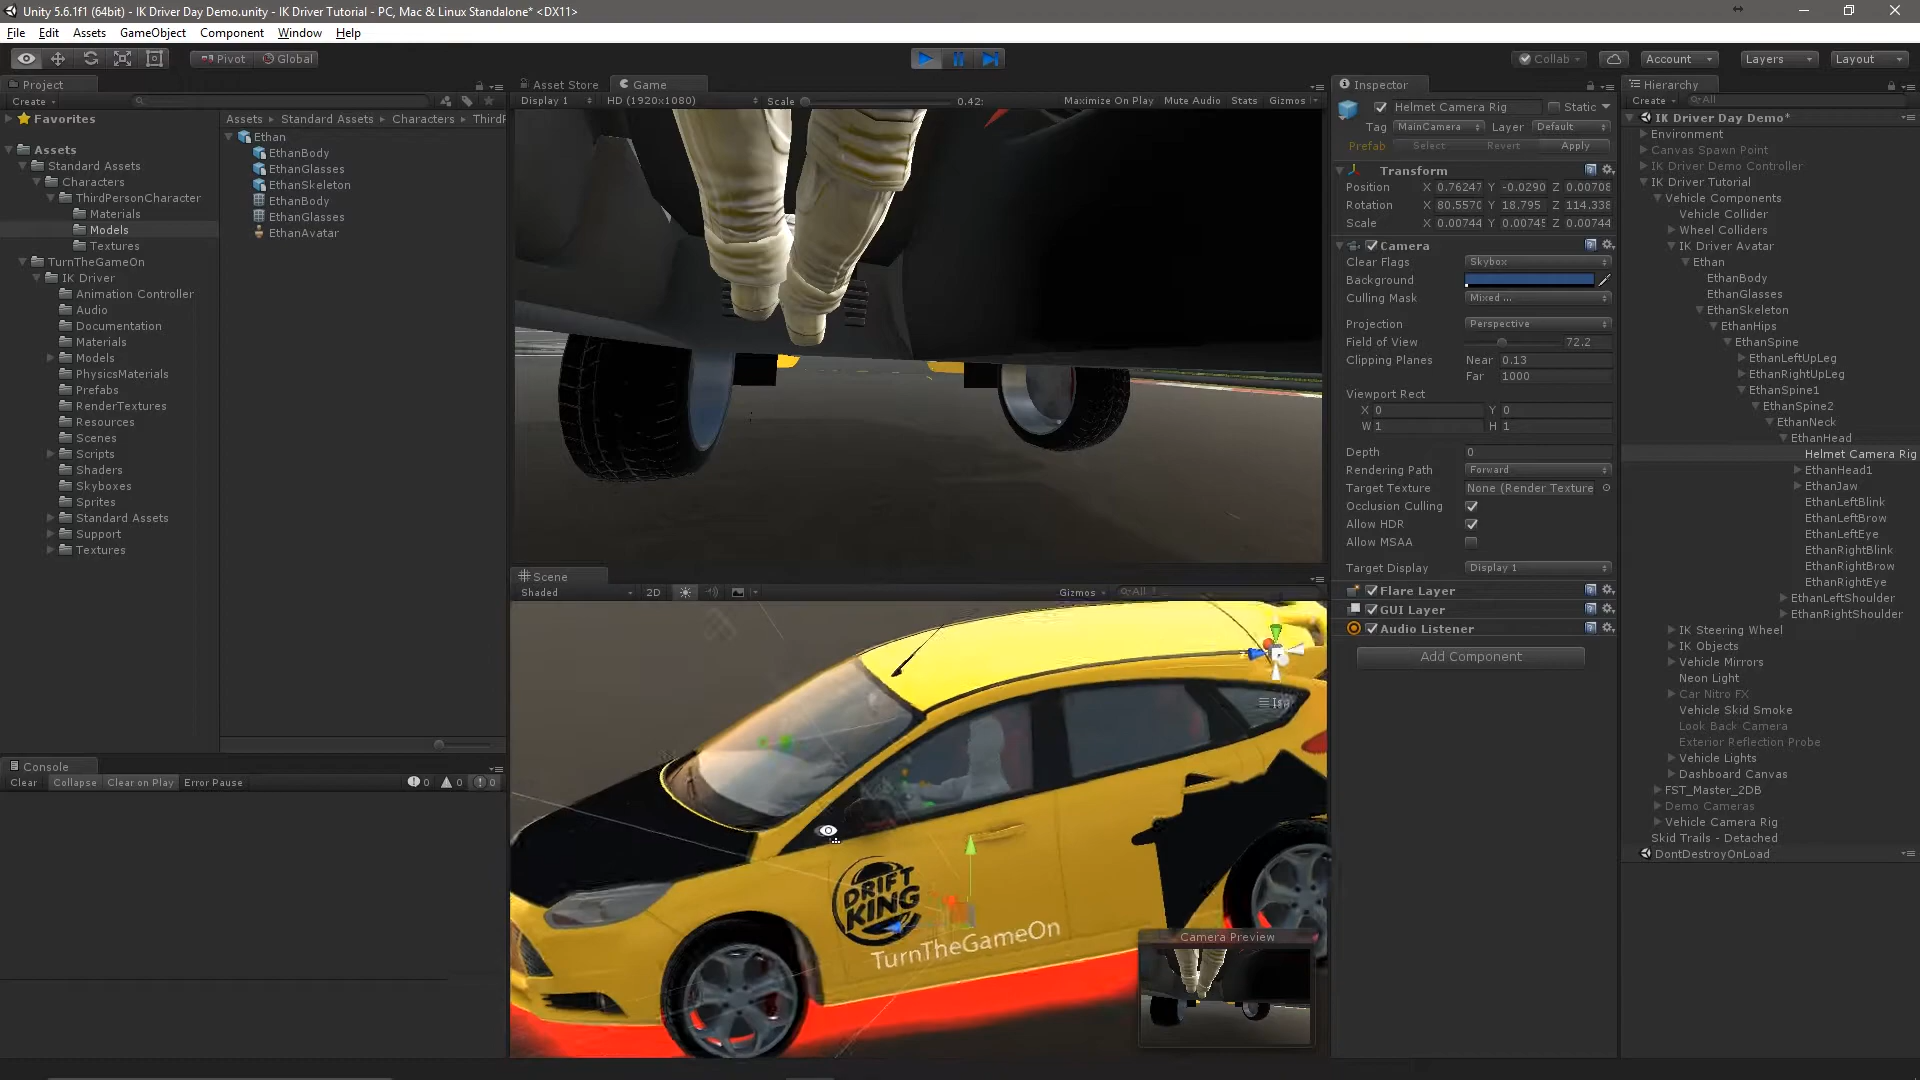 Unity 5.6.1f1 (64bit) - IK Driver Day Demo.unity - IK Driver Tutorial - PC, Mac & Linux Standalone* <DX11>
File Edit Assets GameObject Component Window Help
Pivot Global Collab Account Layers Layout
Project
Create
Favorites
Assets
Standard Assets
Characters
ThirdPersonCharacter
Materials
Models
Textures
TurnTheGameOn
IK Driver
Animation Controller
Audio
Documentation
Materials
Models
PhysicsMaterials
Prefabs
RenderTextures
Resources
Scenes
Scripts
Shaders
Skyboxes
Sprites
Standard Assets
Support
Textures
Assets Standard Assets Characters
Ethan
EthanBody
EthanGlasses
EthanSkeleton
EthanBody
EthanGlasses
EthanAvatar
Console
Clear Collapse Clear on Play Error Pause 0 0 0
Asset Store Game
Display 1 HD (1920x1080) Scale 0.42: Maximize On Play Mute Audio Stats Gizmos
Scene
Shaded 2D Gizmos All
Iso
DRIFT
KING
TurnTheGameOn
Camera Preview
Inspector
Helmet Camera Rig Static
Tag MainCamera Layer Default
Prefab Select Revert Apply
Transform
Position X 0.76247 Y -0.0290 Z 0.00708
Rotation X 80.5570 Y 18.795 Z 114.338
Scale X 0.00744 Y 0.00745 Z 0.00744
Camera
Clear Flags Skybox
Background
Culling Mask Mixed ...
Projection Perspective
Field of View 72.2
Clipping Planes Near 0.13
Far 1000
Viewport Rect
X 0 Y 0
W 1 H 1
Depth 0
Rendering Path Forward
Target Texture None (Render Texture
Occlusion Culling
Allow HDR
Allow MSAA
Target Display Display 1
Flare Layer
GUI Layer
Audio Listener
Add Component
Hierarchy
Create All
IK Driver Day Demo*
Environment
Canvas Spawn Point
IK Driver Demo Controller
IK Driver Tutorial
Vehicle Components
Vehicle Collider
Wheel Colliders
IK Driver Avatar
Ethan
EthanBody
EthanGlasses
EthanSkeleton
EthanHips
EthanSpine
EthanLeftUpLeg
EthanRightUpLeg
EthanSpine1
EthanSpine2
EthanNeck
EthanHead
Helmet Camera Rig
EthanHead1
EthanJaw
EthanLeftBlink
EthanLeftBrow
EthanLeftEye
EthanRightBlink
EthanRightBrow
EthanRightEye
EthanLeftShoulder
EthanRightShoulder
IK Steering Wheel
IK Objects
Vehicle Mirrors
Neon Light
Car Nitro FX
Vehicle Skid Smoke
Look Back Camera
Exterior Reflection Probe
Vehicle Lights
Dashboard Canvas
FST_Master_2DB
Demo Cameras
Vehicle Camera Rig
Skid Trails - Detached
DontDestroyOnLoad